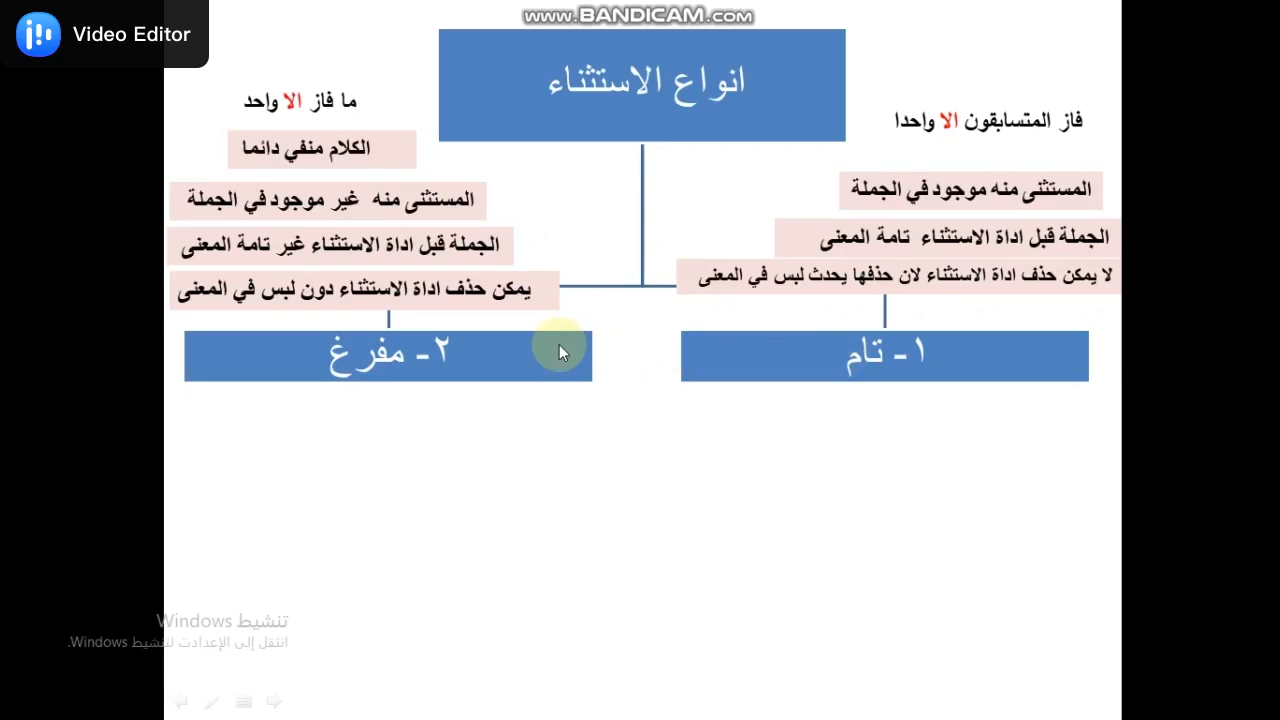 www.BANDICAM.com
Video Editor
انواع الاستثناء
فاز المتسابقون الا واحدا
المستثنى منه موجود في الجملة
الجملة قبل اداة الاستثناء تامة المعنى
لا يمكن حذف اداة الاستثناء لان حذفها يحدث لبس في المعنى
١- تام
ما فاز الا واحد
الكلام منفي دائما
المستثنى منه غير موجود في الجملة
الجملة قبل اداة الاستثناء غير تامة المعنى
يمكن حذف اداة الاستثناء دون لبس في المعنى
٢- مفرغ
تنشيط Windows
انتقل إلى الإعدادت لتنشيط Windows.